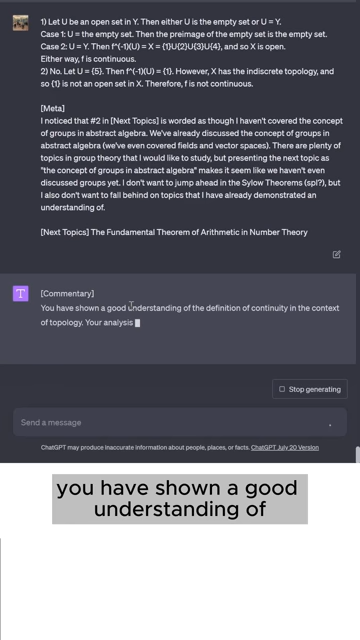 1) Let U be an open set in Y. Then either U is the empty set or U = Y.
Case 1: U = the empty set. Then the preimage of the empty set is the empty set.
Case 2: U = Y. Then f^(-1)(U) = X = {1}U{2}U{3}U{4}, and so X is open.
Either way, f is continuous.
2) No. Let U = {5}. Then f^(-1)(U) = {1}. However, X has the indiscrete topology, and
so {1} is not an open set in X. Therefore, f is not continuous.
[Meta]
I noticed that #2 in [Next Topics] is worded as though I haven't covered the concept
of groups in abstract algebra. We've already discussed the concept of groups in
abstract algebra (we've even covered fields and vector spaces). There are plenty of
topics in group theory that I would like to study, but presenting the next topic as
"the concept of groups in abstract algebra" makes it seem like we haven't even
discussed groups yet. I don't want to jump ahead in the Sylow Theorems (spl?), but
I also don't want to fall behind on topics that I have already demonstrated an
understanding of.
[Next Topics] The Fundamental Theorem of Arithmetic in Number Theory
T
[Commentary]
You have shown a good understanding of the definition of continuity in the context
of topology. Your analysis
Stop generating
Send a message
ChatGPT may produce inaccurate information about people, places, or facts. ChatGPT July 20 Version
you have shown a good
understanding of